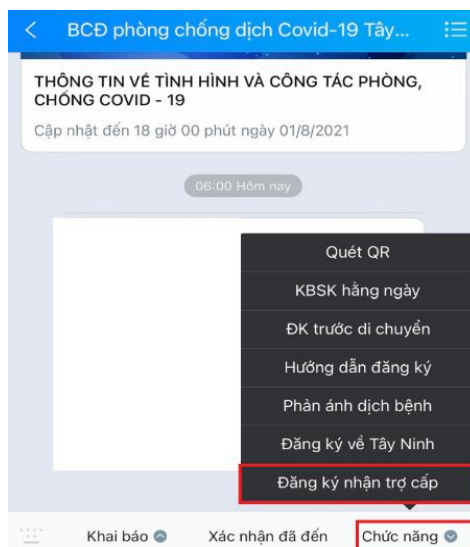 BCĐ phòng chống dịch Covid-19 Tây...
THÔNG TIN VỀ TÌNH HÌNH VÀ CÔNG TÁC PHÒNG,
CHỐNG COVID - 19
Cập nhật đến 18 giờ 00 phút ngày 01/8/2021
06:00 Hôm nay
Quét QR
KBSK hằng ngày
ĐK trước di chuyển
Hướng dẫn đăng ký
Phản ánh dịch bệnh
Đăng ký về Tây Ninh
Đăng ký nhận trợ cấp
Khai báo Xác nhận đã đến Chức năng